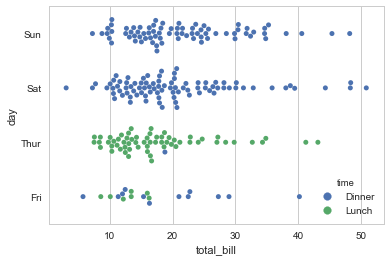 Sun
Sat
Thur
Fri
day
time
Dinner
Lunch
10
20
30
40
50
total_bill